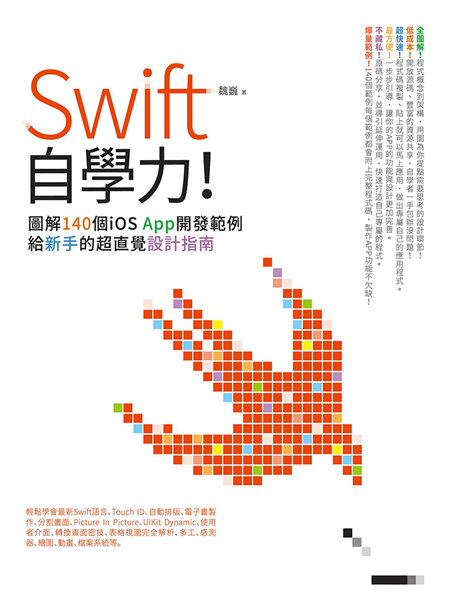 Swift
魏巍 著
自學力!
圖解140個iOS App開發範例
給新手的超直覺設計指南
全圖解!程式概念到架構,用圖為你提點需要思考的設計環節!
低成本!開放源碼、豐富的資源共享,自學者一手包辦沒問題!
超快速!程式碼複製、貼上就可以馬上應用,做出專屬自己的應用程式。
最方便!一步步引導,讓你的APP的功能與設計更加完善。
不藏私!原碼分享,並導引延伸運用,快速打造自己專屬的程式。
爆量範例!140個範例每個範例都會附上完整程式碼,製作APP功能不欠缺!
輕鬆學會最新Swift語言、Touch ID、自動排版、電子書製
作、分割畫面、Picture In Picture、UIKit Dynamic、使用
者介面、轉換畫面密技、表格視圖完全解析、多工、感測
器、繪圖、動畫、檔案系統等。